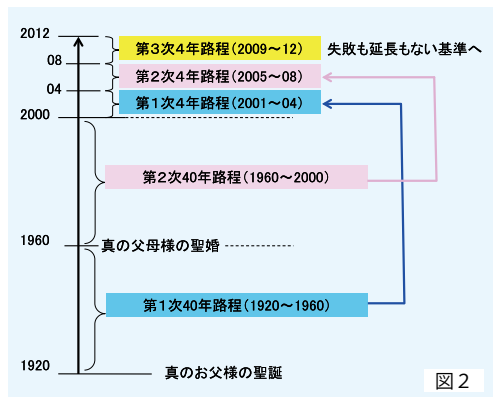 2012
第3次4年路程(2009～12)
失敗も延長もない基準へ
08
第2次4年路程(2005～08)
04
第1次4年路程(2001～04)
2000
第2次40年路程(1960～2000)
1960
真の父母様の聖婚
第1次40年路程(1920～1960)
1920
真のお父様の聖誕
図2